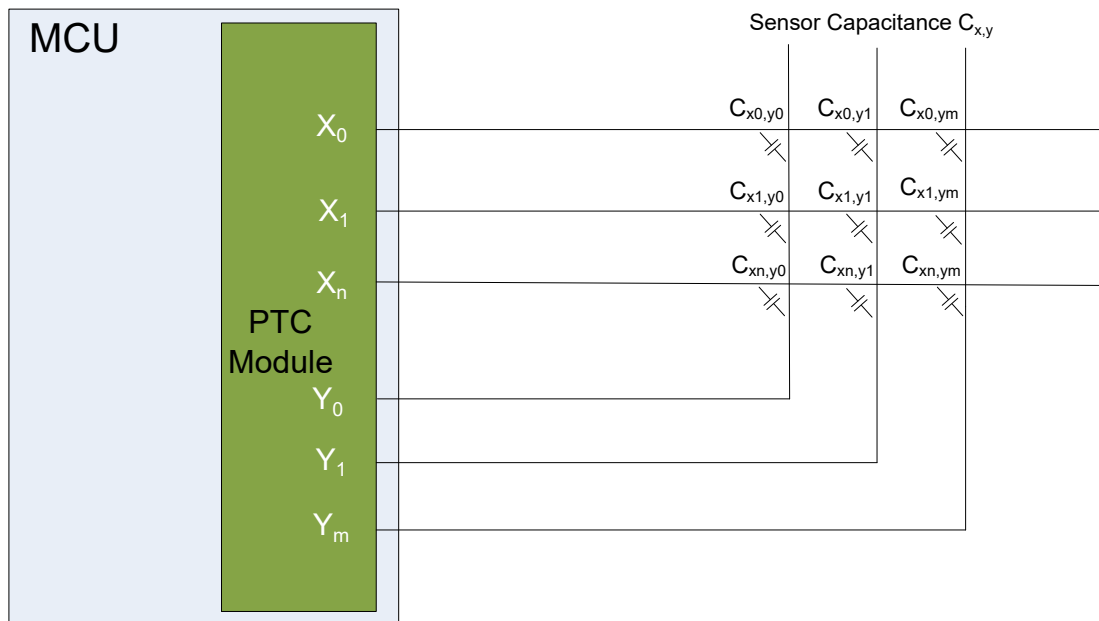 MCU
Sensor Capacitance Cx,y
X0
Cx0,y0 Cx0,y1 Cx0,ym
X1
Cx1,y0 Cx1,y1 Cx1,ym
Xn
Cxn,y0 Cxn,y1 Cxn,ym
PTC
Module
Y0
Y1
Ym